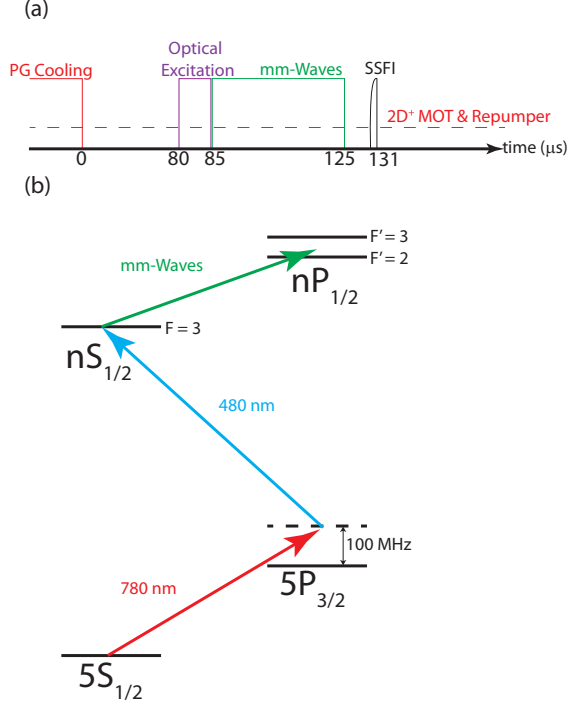 (a)
Optical
PG Cooling
Excitation
mm-Waves
SSFI
2D⁺ MOT & Repumper
0
80
85
125
131
time (μs)
(b)
F' = 3
mm-Waves
F' = 2
nP1/2
F = 3
nS1/2
480 nm
100 MHz
780 nm
5P3/2
5S1/2